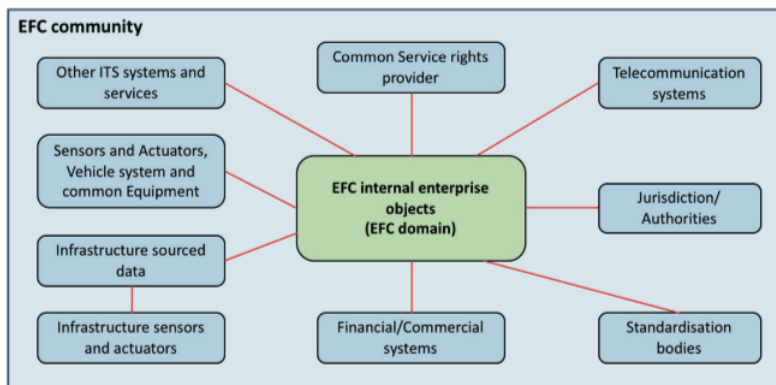 EFC community
Other ITS systems and
services
Common Service rights
provider
Telecommunication
systems
Sensors and Actuators,
Vehicle system and
common Equipment
EFC internal enterprise
objects
(EFC domain)
Jurisdiction/
Authorities
Infrastructure sourced
data
Infrastructure sensors
and actuators
Financial/Commercial
systems
Standardisation
bodies